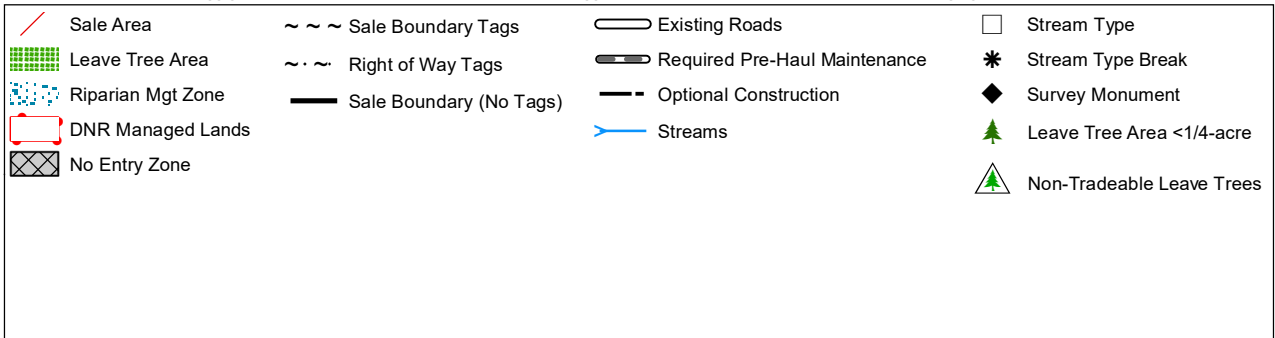 Sale Area
Leave Tree Area
Riparian Mgt Zone
DNR Managed Lands
No Entry Zone
Sale Boundary Tags
Right of Way Tags
Sale Boundary (No Tags)
Existing Roads
Required Pre-Haul Maintenance
Optional Construction
Streams
Stream Type
Stream Type Break
Survey Monument
Leave Tree Area <1/4-acre
Non-Tradeable Leave Trees